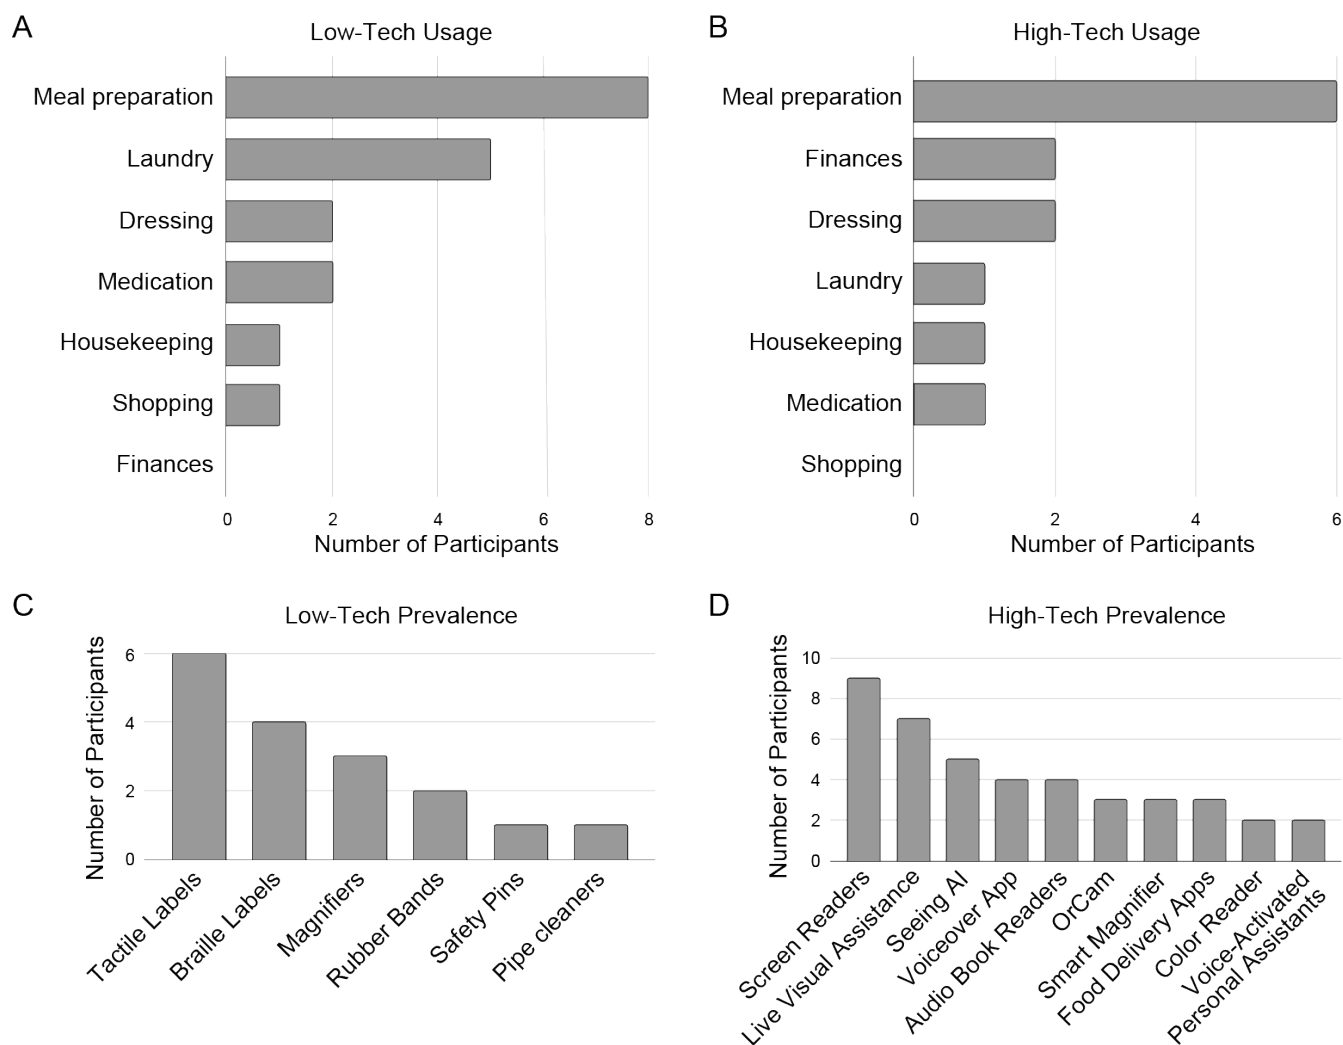 A
Low-Tech Usage
Meal preparation
Laundry
Dressing
Medication
Housekeeping
Shopping
Finances
0 2 4 6 8
Number of Participants
B
High-Tech Usage
Meal preparation
Finances
Dressing
Laundry
Housekeeping
Medication
Shopping
0 2 4 6
Number of Participants
C
Low-Tech Prevalence
Number of Participants
6
4
2
0
Tactile Labels
Braille Labels
Magnifiers
Rubber Bands
Safety Pins
Pipe cleaners
D
High-Tech Prevalence
Number of Participants
10
8
6
4
2
0
Screen Readers
Live Visual Assistance
Seeing AI
Voiceover App
Audio Book Readers
OrCam
Smart Magnifier
Food Delivery Apps
Color Reader
Voice-Activated
Personal Assistants